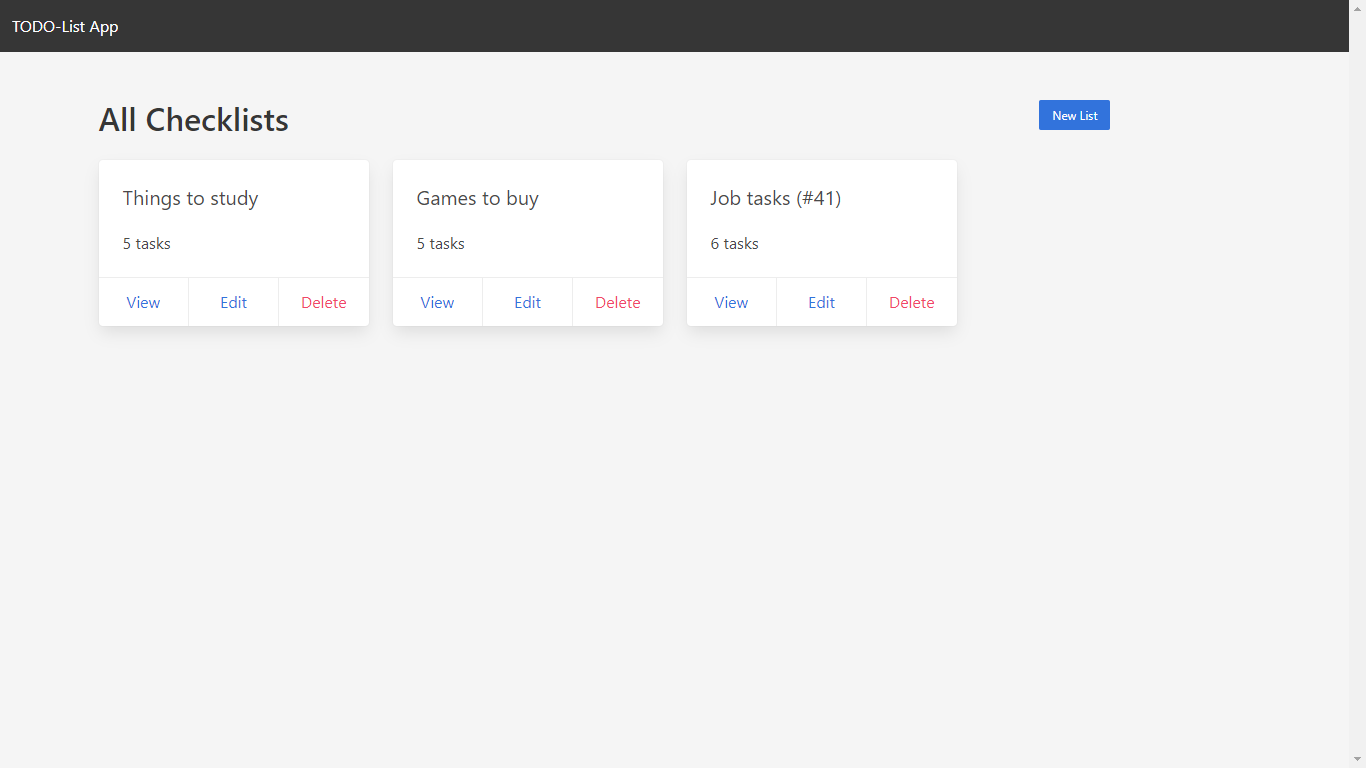 TODO-List App
All Checklists
New List
Things to study
5 tasks
View Edit Delete
Games to buy
5 tasks
View Edit Delete
Job tasks (#41)
6 tasks
View Edit Delete